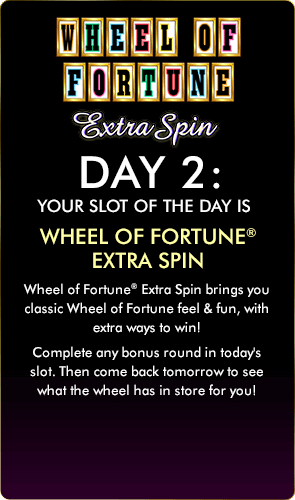 WHEEL OF
FORTUNE
Extra Spin
DAY 2:
YOUR SLOT OF THE DAY IS
WHEEL OF FORTUNE®
EXTRA SPIN
Wheel of Fortune® Extra Spin brings you
classic Wheel of Fortune feel & fun, with
extra ways to win!
Complete any bonus round in today's
slot. Then come back tomorrow to see
what the wheel has in store for you!